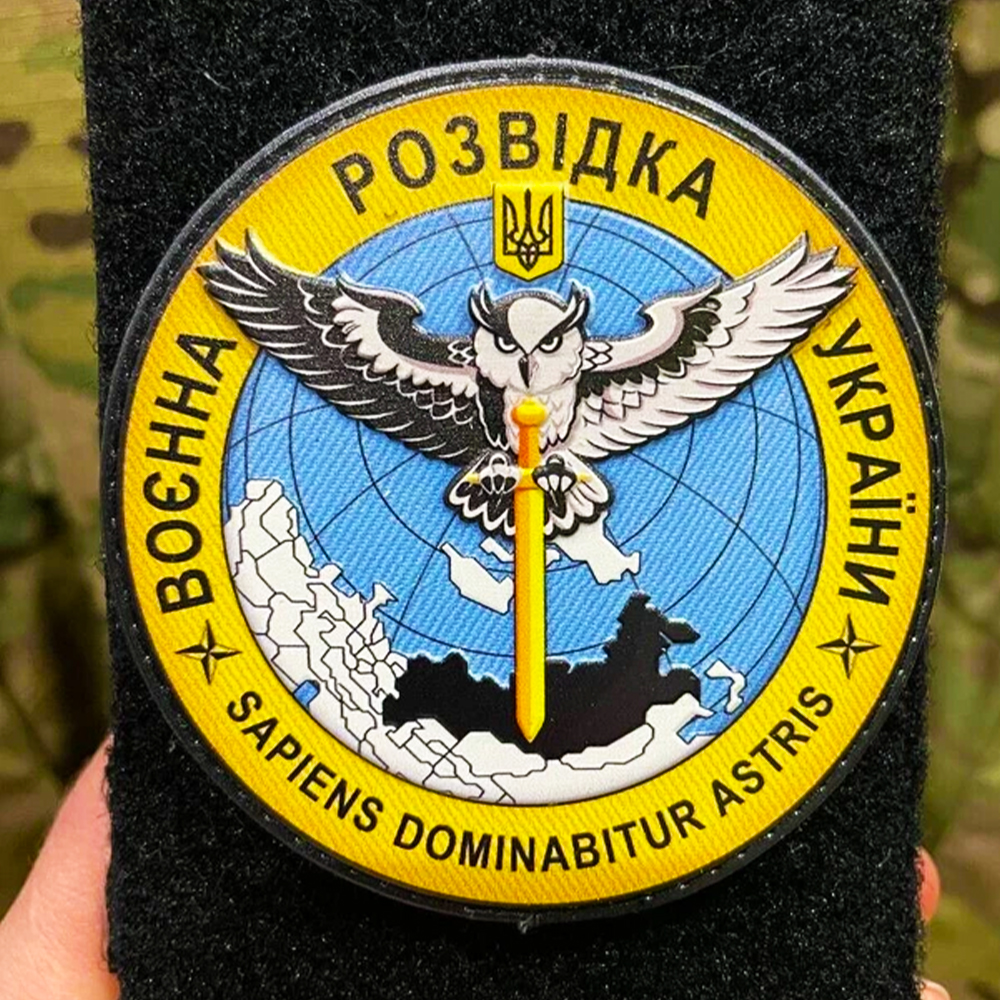 ВОЄННА РОЗВІДКА УКРАЇНИ
SAPIENS DOMINABITUR ASTRIS